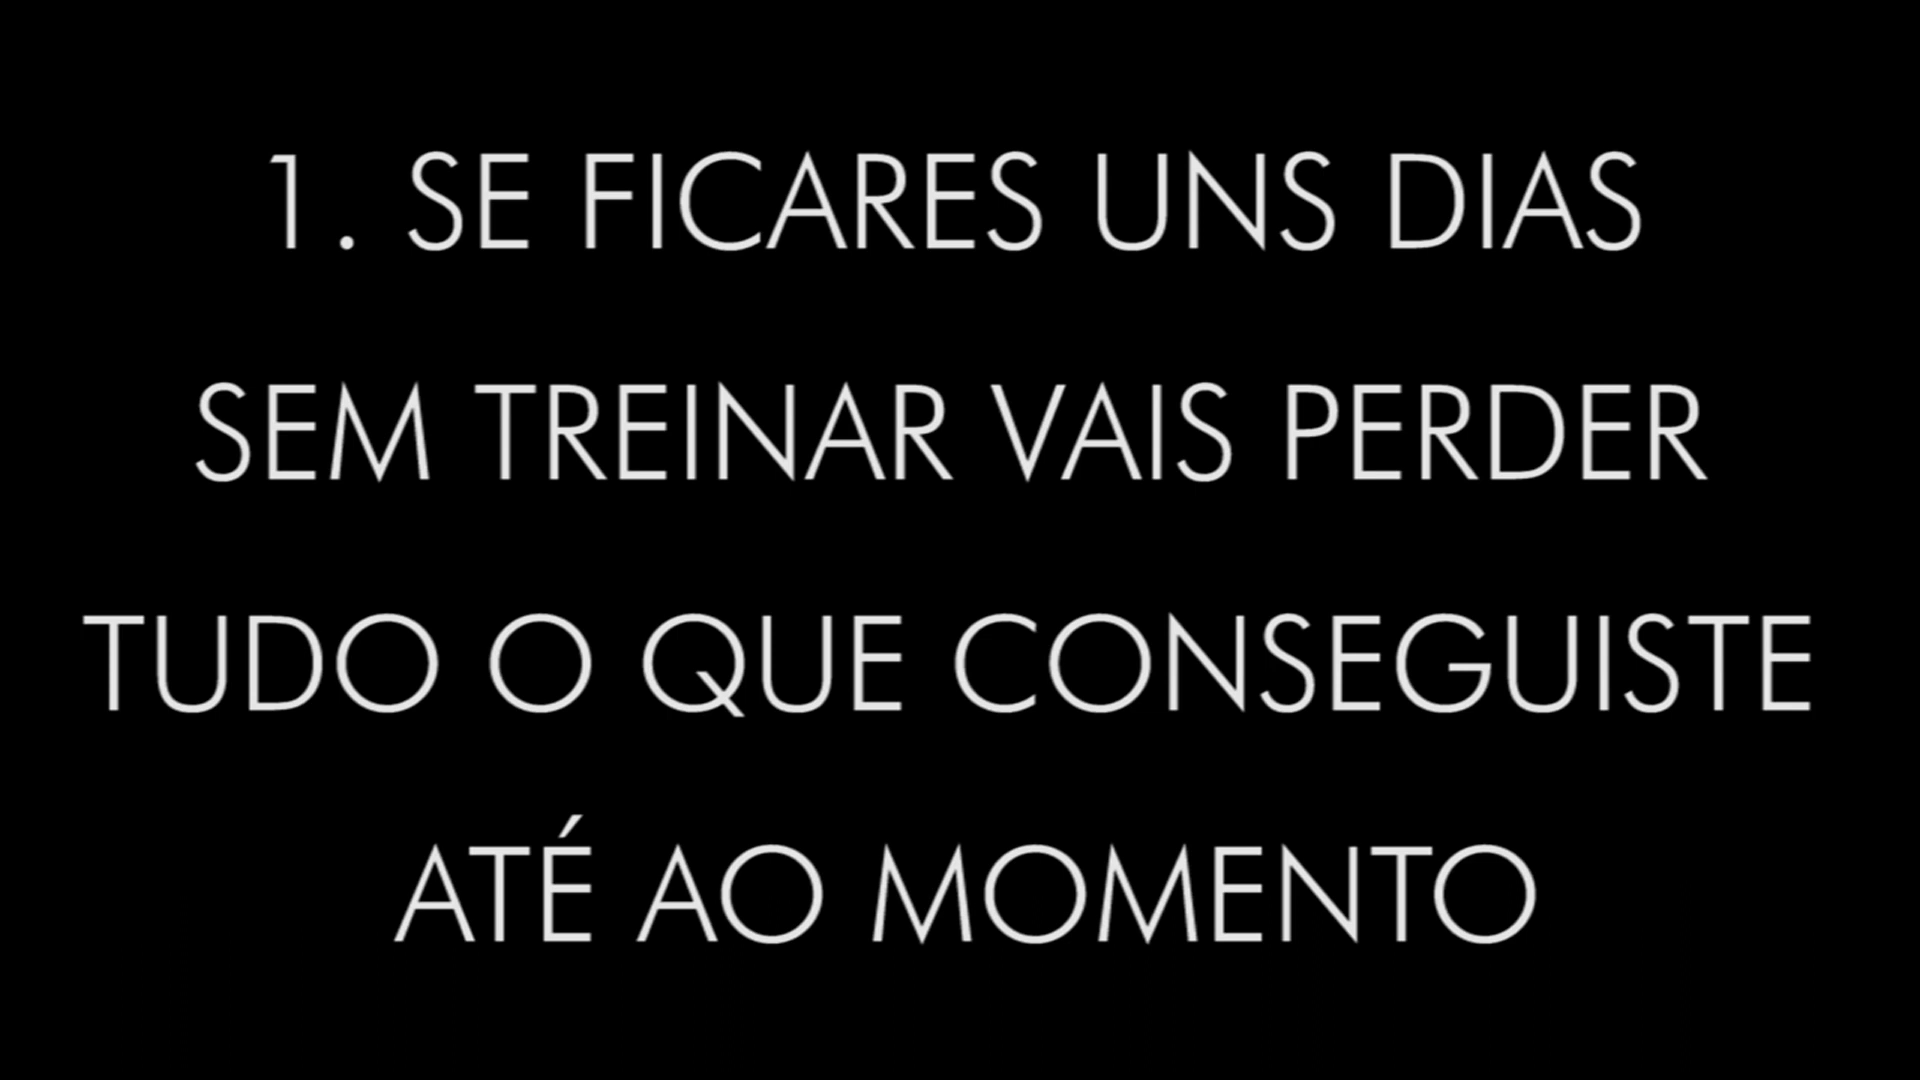 1. SE FICARES UNS DIAS
SEM TREINAR VAIS PERDER
TUDO O QUE CONSEGUISTE
ATÉ AO MOMENTO